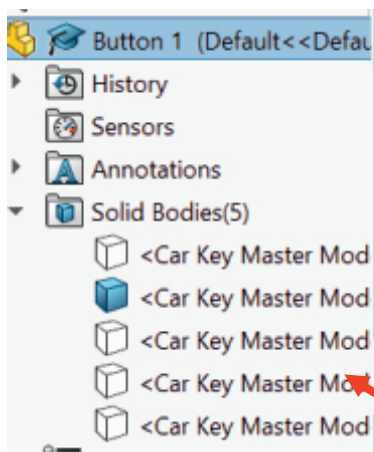 Button 1 (Default<<Defau
History
Sensors
Annotations
Solid Bodies(5)
<Car Key Master Mod
<Car Key Master Mod
<Car Key Master Mod
<Car Key Master Mod
<Car Key Master Mod